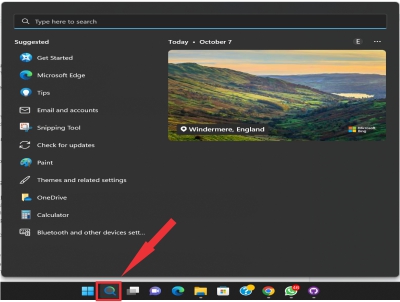 Type here to search
Suggested
Get Started
Microsoft Edge
Tips
Email and accounts
Snipping Tool
Check for updates
Paint
Themes and related settings
OneDrive
Calculator
Bluetooth and other devices sett...
Today • October 7
E
Windermere, England
Microsoft
Bing